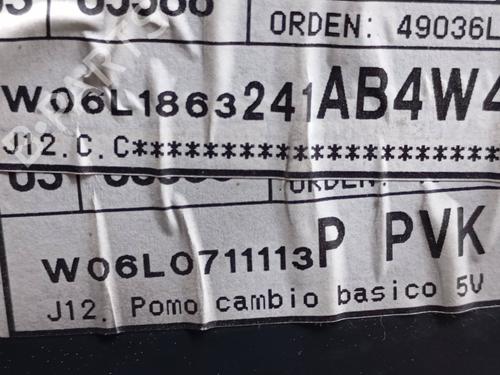 ORDEN: 49036L
W06L1863241AB4W4
J12.C.C*********************
ORDEN:
W06L0711113P PVK
J12. Pomo cambio basico 5V